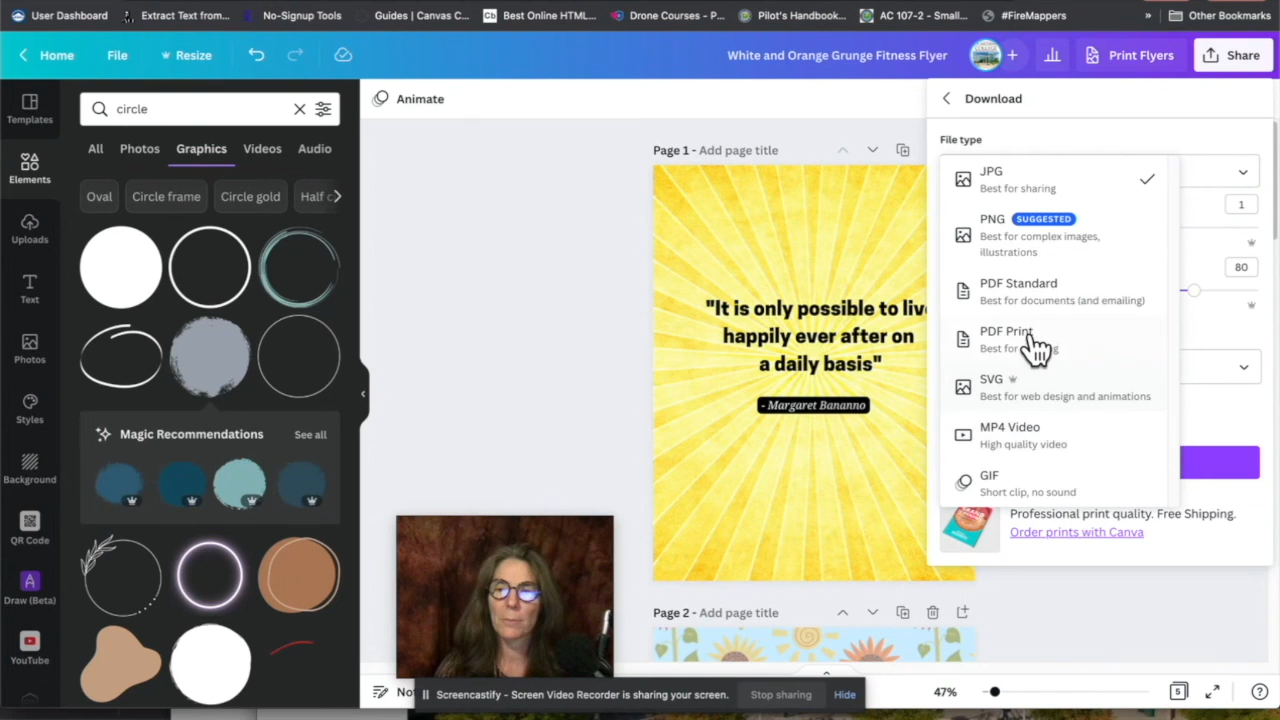 User Dashboard
Extract Text from...
No-Signup Tools
Guides | Canvas C...
Cb
Best Online HTML...
Drone Courses - P...
Pilot's Handbook...
AC 107-2 - Small...
#FireMappers
»
Other Bookmarks
Home
File
Resize
White and Orange Grunge Fitness Flyer
+
Print Flyers
Share
Templates
Elements
Uploads
Text
Photos
Styles
Background
QR Code
Draw (Beta)
YouTube
circle
All
Photos
Graphics
Videos
Audio
Oval
Circle frame
Circle gold
Half c
Magic Recommendations
See all
Animate
Page 1 - Add page title
"It is only possible to live
happily ever after on
a daily basis"
- Margaret Bananno
Page 2 - Add page title
Download
File type
JPG
Best for sharing
PNG SUGGESTED
Best for complex images,
illustrations
PDF Standard
Best for documents (and emailing)
PDF Print
Best for
SVG
Best for web design and animations
MP4 Video
High quality video
GIF
Short clip, no sound
1
80
Professional print quality. Free Shipping.
Order prints with Canva
Screencastify - Screen Video Recorder is sharing your screen.
Stop sharing
Hide
47%
5
?